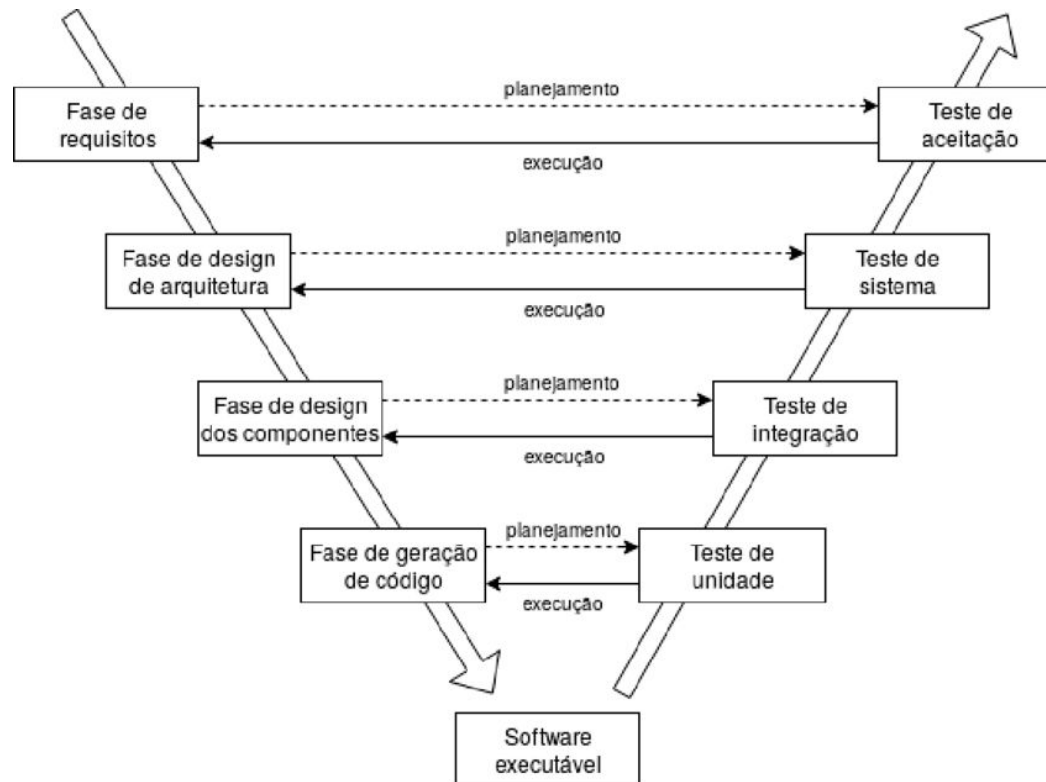 planejamento
Fase de
requisitos
Teste de
aceitação
execução
planejamento
Fase de design
de arquitetura
Teste de
sistema
execução
planejamento
Fase de design
dos componentes
Teste de
integração
execução
planejamento
Fase de geração
de código
Teste de
unidade
execução
Software
executável